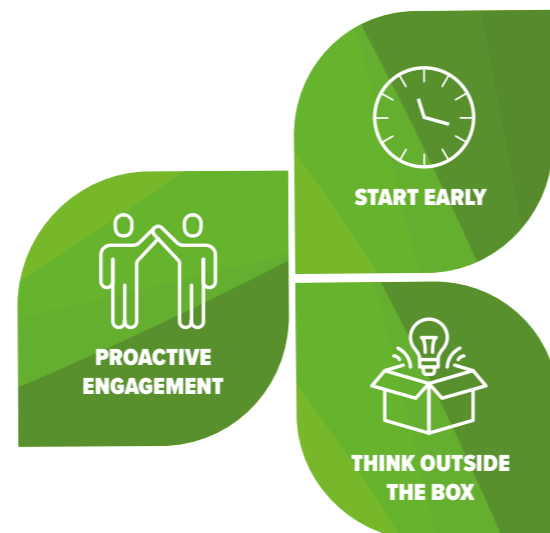 START EARLY
PROACTIVE
ENGAGEMENT
THINK OUTSIDE
THE BOX